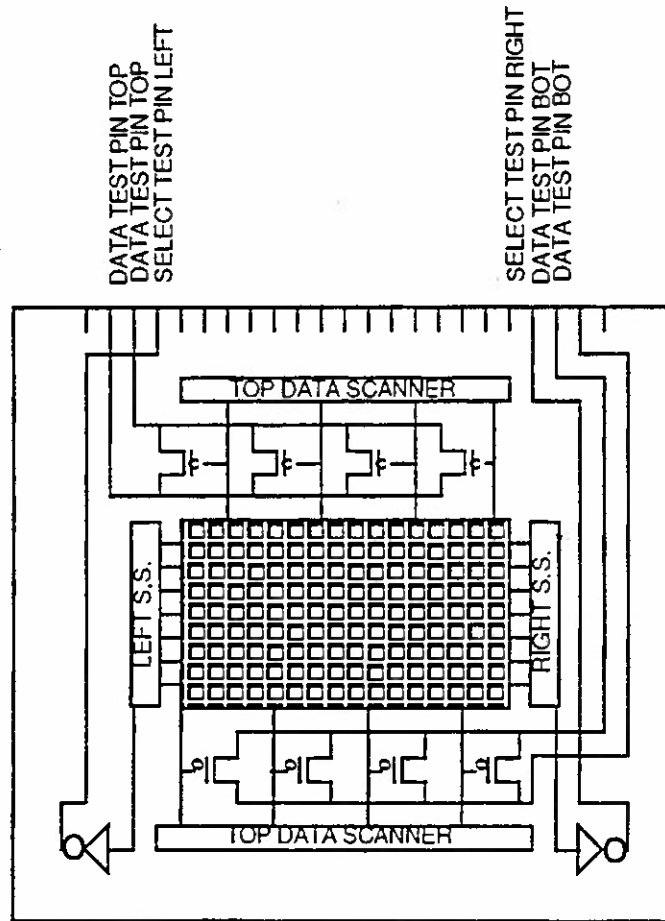 DATA TEST PIN TOP
DATA TEST PIN TOP
SELECT TEST PIN LEFT
SELECT TEST PIN RIGHT
DATA TEST PIN BOT
DATA TEST PIN BOT
TOP DATA SCANNER
LEFT S.S.
RIGHT S.S.
TOP DATA SCANNER